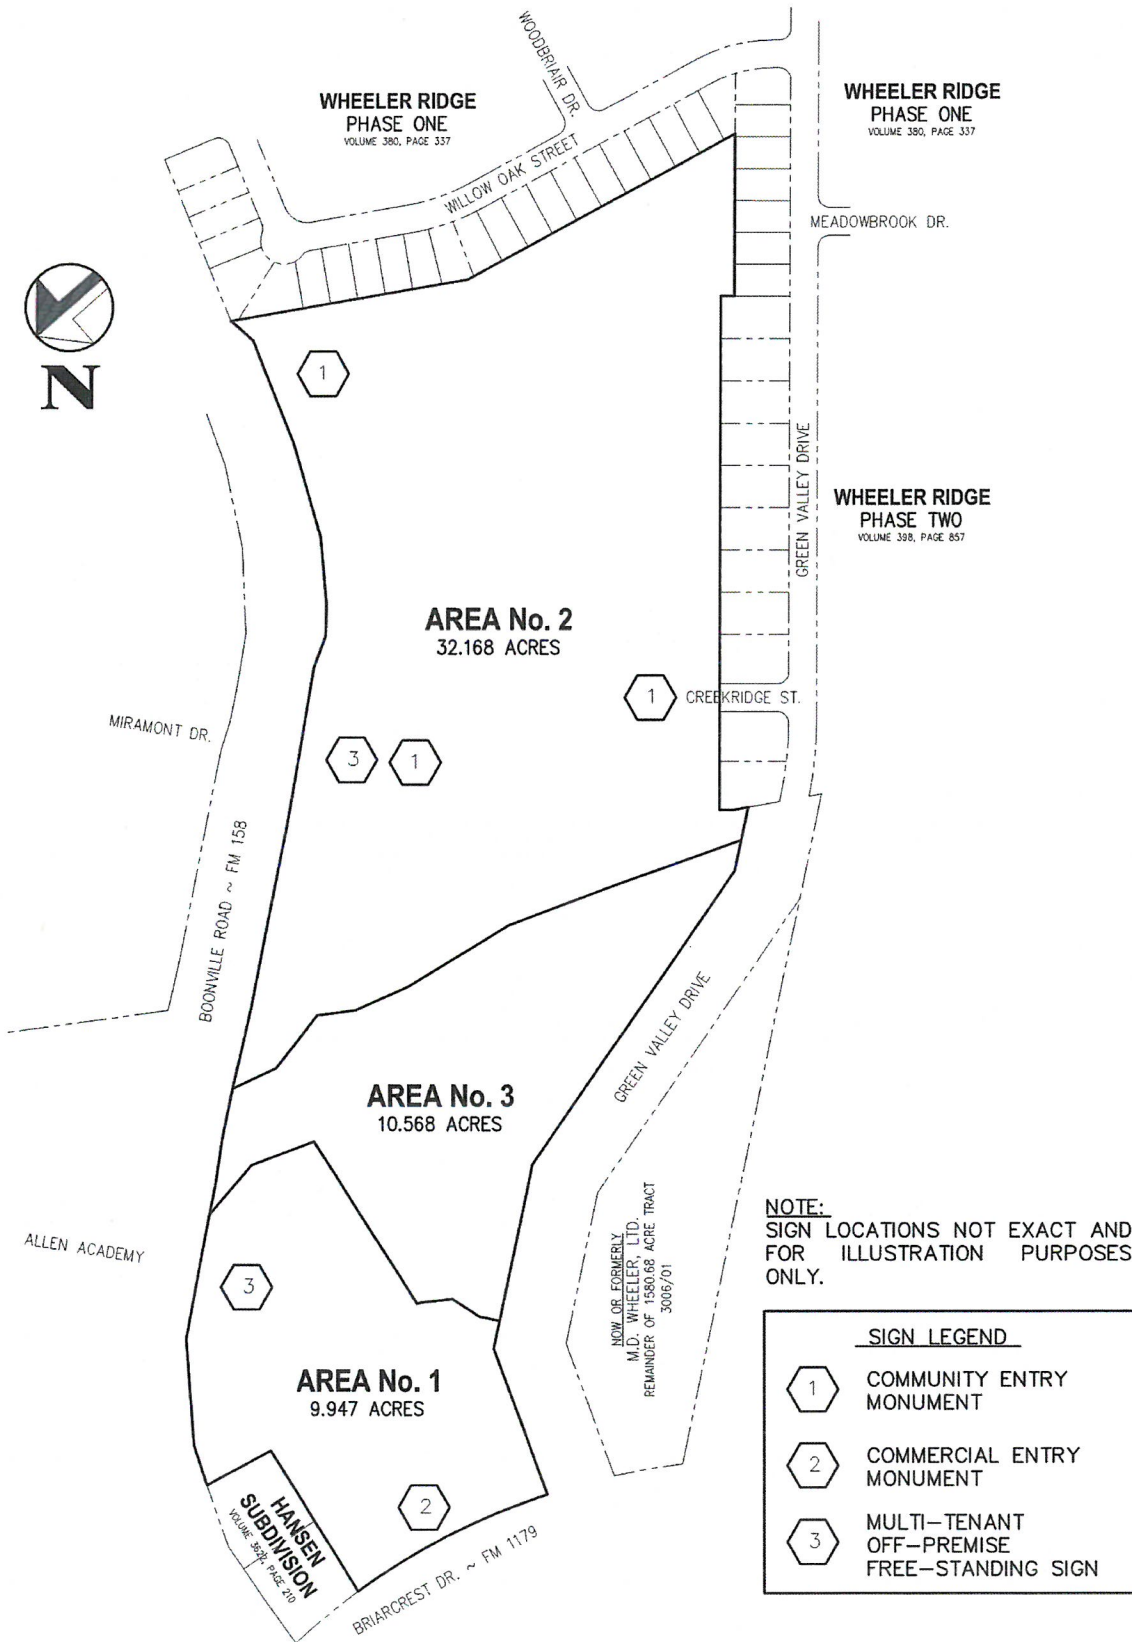 WOODBRIAIR DR.
WHEELER RIDGE
PHASE ONE
VOLUME 380, PAGE 337
WHEELER RIDGE
PHASE ONE
VOLUME 380, PAGE 337
WILLOW OAK STREET
MEADOWBROOK DR.
N
1
GREEN VALLEY DRIVE
WHEELER RIDGE
PHASE TWO
VOLUME 398, PAGE 857
AREA No. 2
32.168 ACRES
1
CREEKRIDGE ST.
MIRAMONT DR.
3
1
BOONVILLE ROAD ~ FM 158
GREEN VALLEY DRIVE
AREA No. 3
10.568 ACRES
ALLEN ACADEMY
NOW OR FORMERLY
M.D. WHEELER, LTD.
REMAINDER OF 1580.68 ACRE TRACT
3006/01
NOTE:
SIGN LOCATIONS NOT EXACT AND
FOR ILLUSTRATION PURPOSES
ONLY.
3
AREA No. 1
9.947 ACRES
2
HANSEN
SUBDIVISION
PAGE 210
BRIARCREST DR. ~ FM 1179
SIGN LEGEND
1
COMMUNITY ENTRY
MONUMENT
2
COMMERCIAL ENTRY
MONUMENT
3
MULTI-TENANT
OFF-PREMISE
FREE-STANDING SIGN